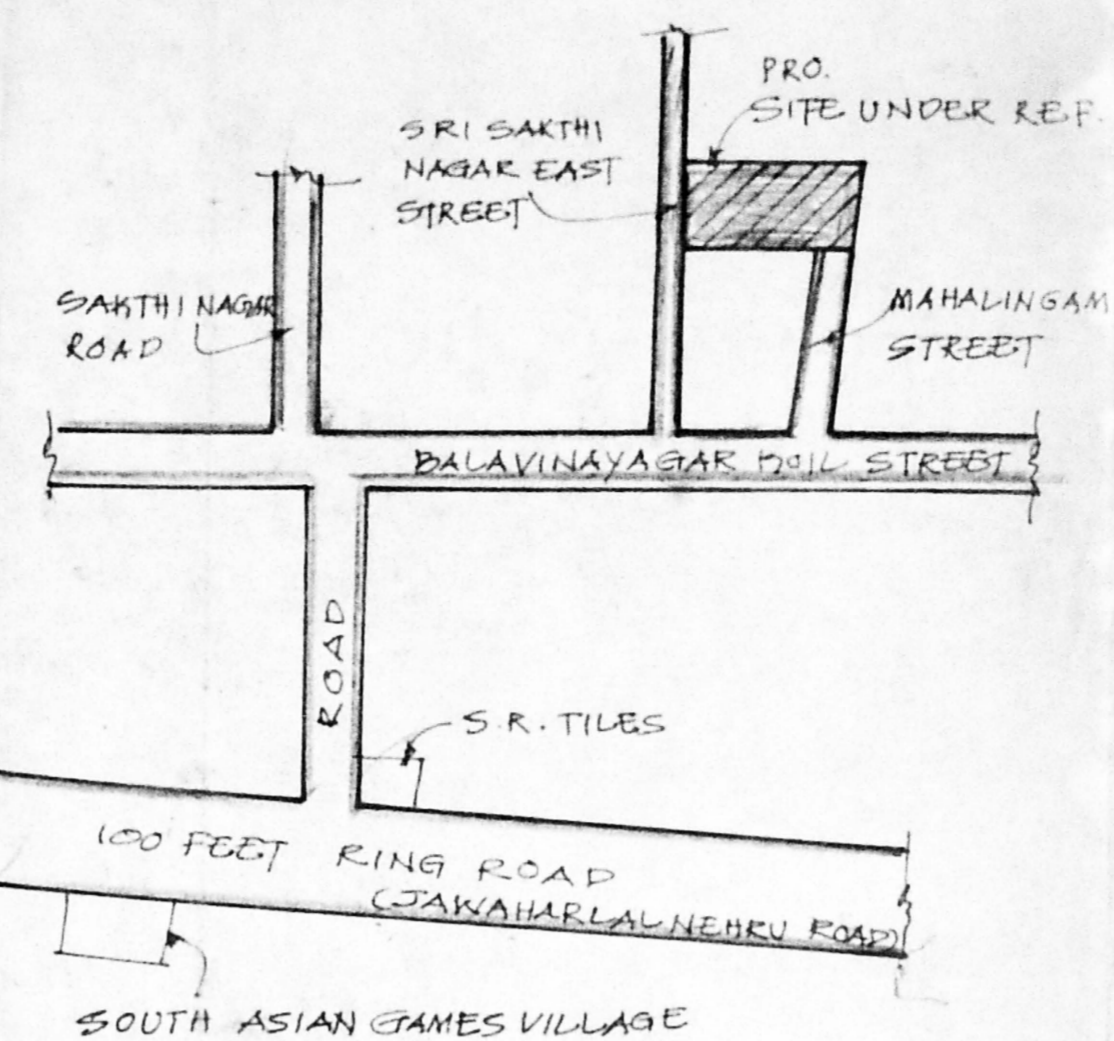 PRO.
SITE UNDER REF.
SRI SAKTHI
NAGAR EAST
STREET
SAKTHI NAGAR
ROAD
MAHALINGAM
STREET
BALAVINAYAGAR KOIL STREET
ROAD
S.R. TILES
100 FEET RING ROAD
(JAWAHARLAL NEHRU ROAD)
SOUTH ASIAN GAMES VILLAGE